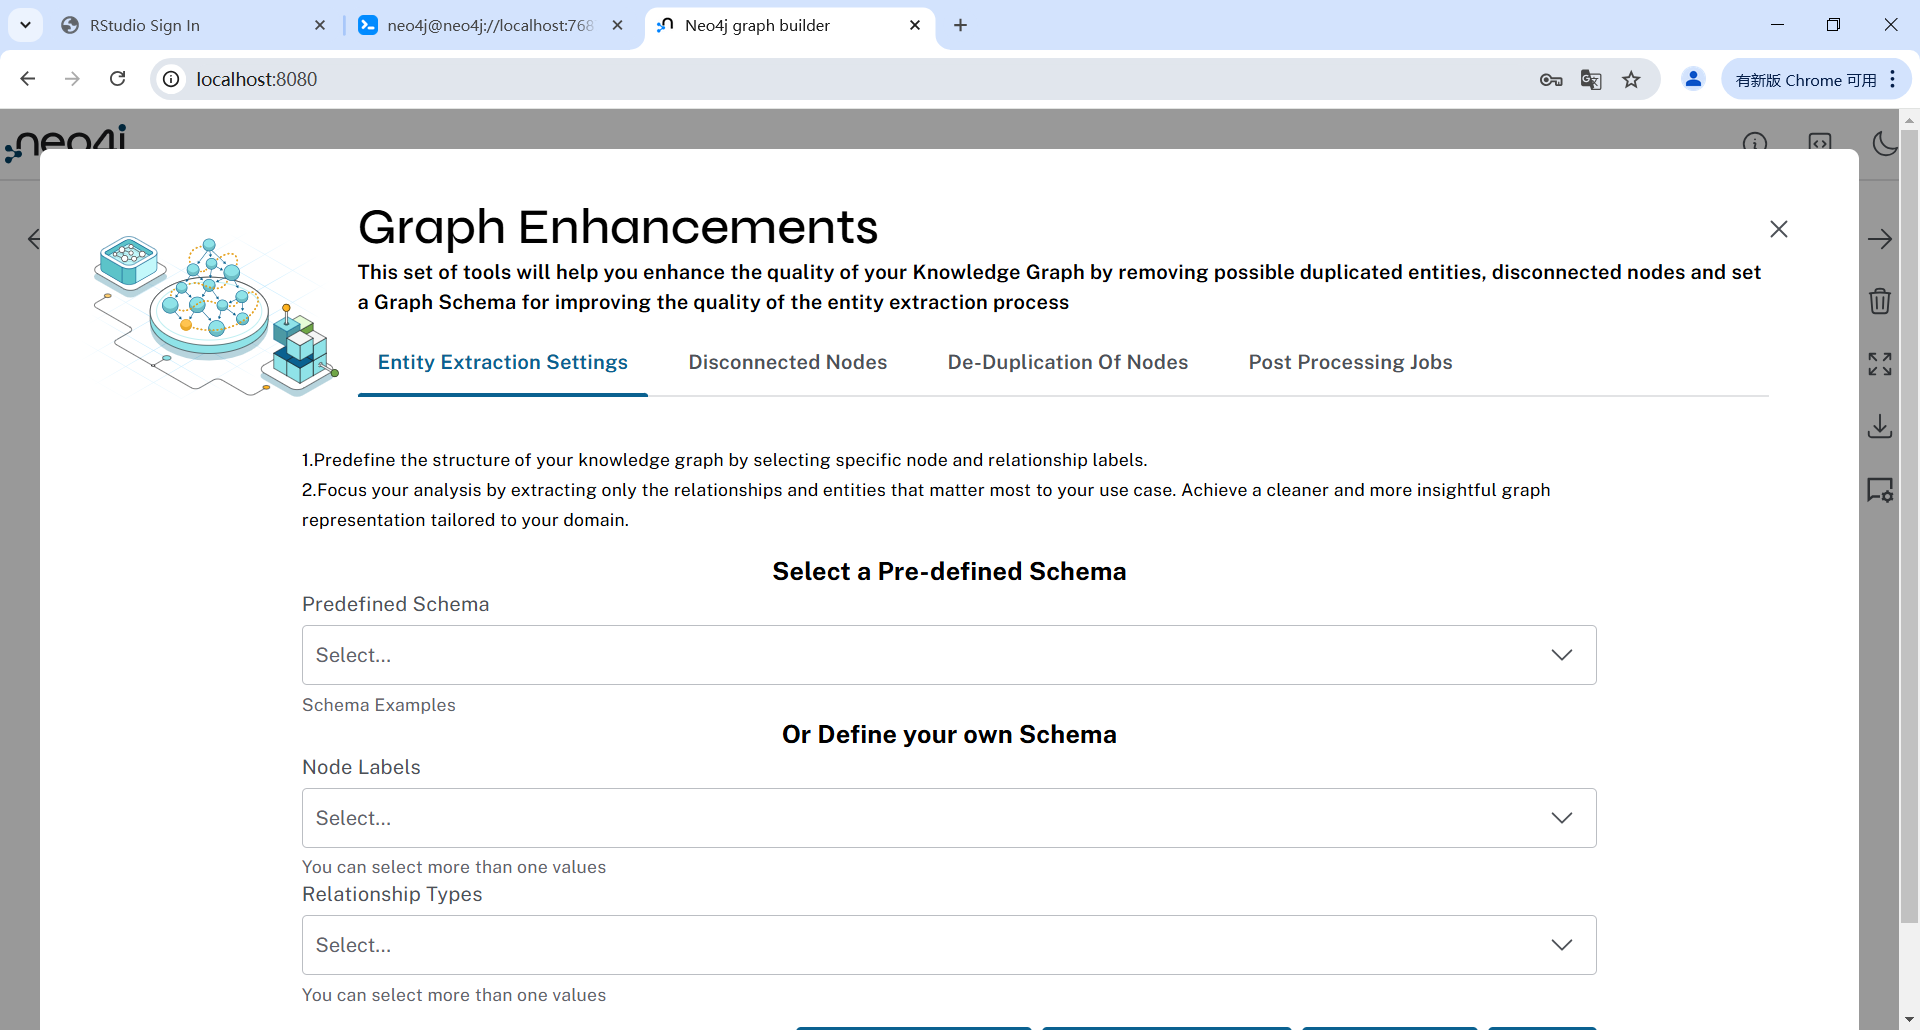 RStudio Sign In
neo4j@neo4j://localhost:768
Neo4j graph builder
localhost:8080
有新版 Chrome 可用
neo4j
Graph Enhancements
This set of tools will help you enhance the quality of your Knowledge Graph by removing possible duplicated entities, disconnected nodes and set
a Graph Schema for improving the quality of the entity extraction process
Entity Extraction Settings
Disconnected Nodes
De-Duplication Of Nodes
Post Processing Jobs
1.Predefine the structure of your knowledge graph by selecting specific node and relationship labels.
2.Focus your analysis by extracting only the relationships and entities that matter most to your use case. Achieve a cleaner and more insightful graph
representation tailored to your domain.
Select a Pre-defined Schema
Predefined Schema
Select...
Schema Examples
Or Define your own Schema
Node Labels
Select...
You can select more than one values
Relationship Types
Select...
You can select more than one values